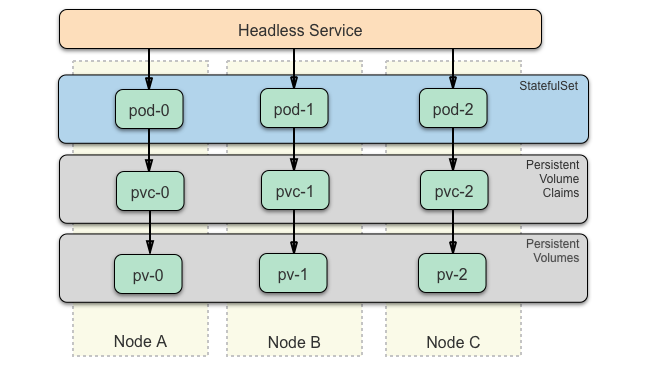 Headless Service
StatefulSet
pod-0
pod-1
pod-2
Persistent
Volume
Claims
pvc-0
pvc-1
pvc-2
Persistent
Volumes
pv-0
pv-1
pv-2
Node A
Node B
Node C